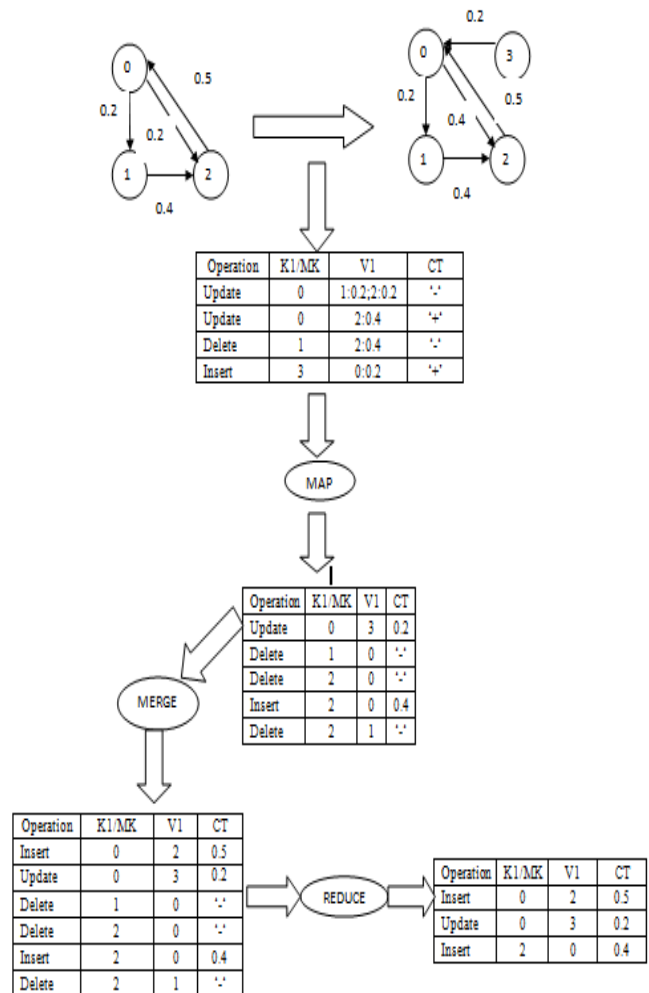 0.2
0
3
0
0.5
0.2
0.2
0.5
0.2
0.4
1
2
1
2
0.4
0.4
Operation K1/MK V1 CT
Update 0 1:0.2;2:0.2 '-'
Update 0 2:0.4 '+'
Delete 1 2:0.4 '-'
Insert 3 0:0.2 '+'
MAP
Operation K1/MK V1 CT
Update 0 3 0.2
Delete 1 0 '-'
Delete 2 0 '-'
Insert 2 0 0.4
Delete 2 1 '-'
MERGE
Operation K1/MK V1 CT
Insert 0 2 0.5
Update 0 3 0.2
Delete 1 0 '-'
Delete 2 0 '-'
Insert 2 0 0.4
Delete 2 1 '-'
REDUCE
Operation K1/MK V1 CT
Insert 0 2 0.5
Update 0 3 0.2
Insert 2 0 0.4